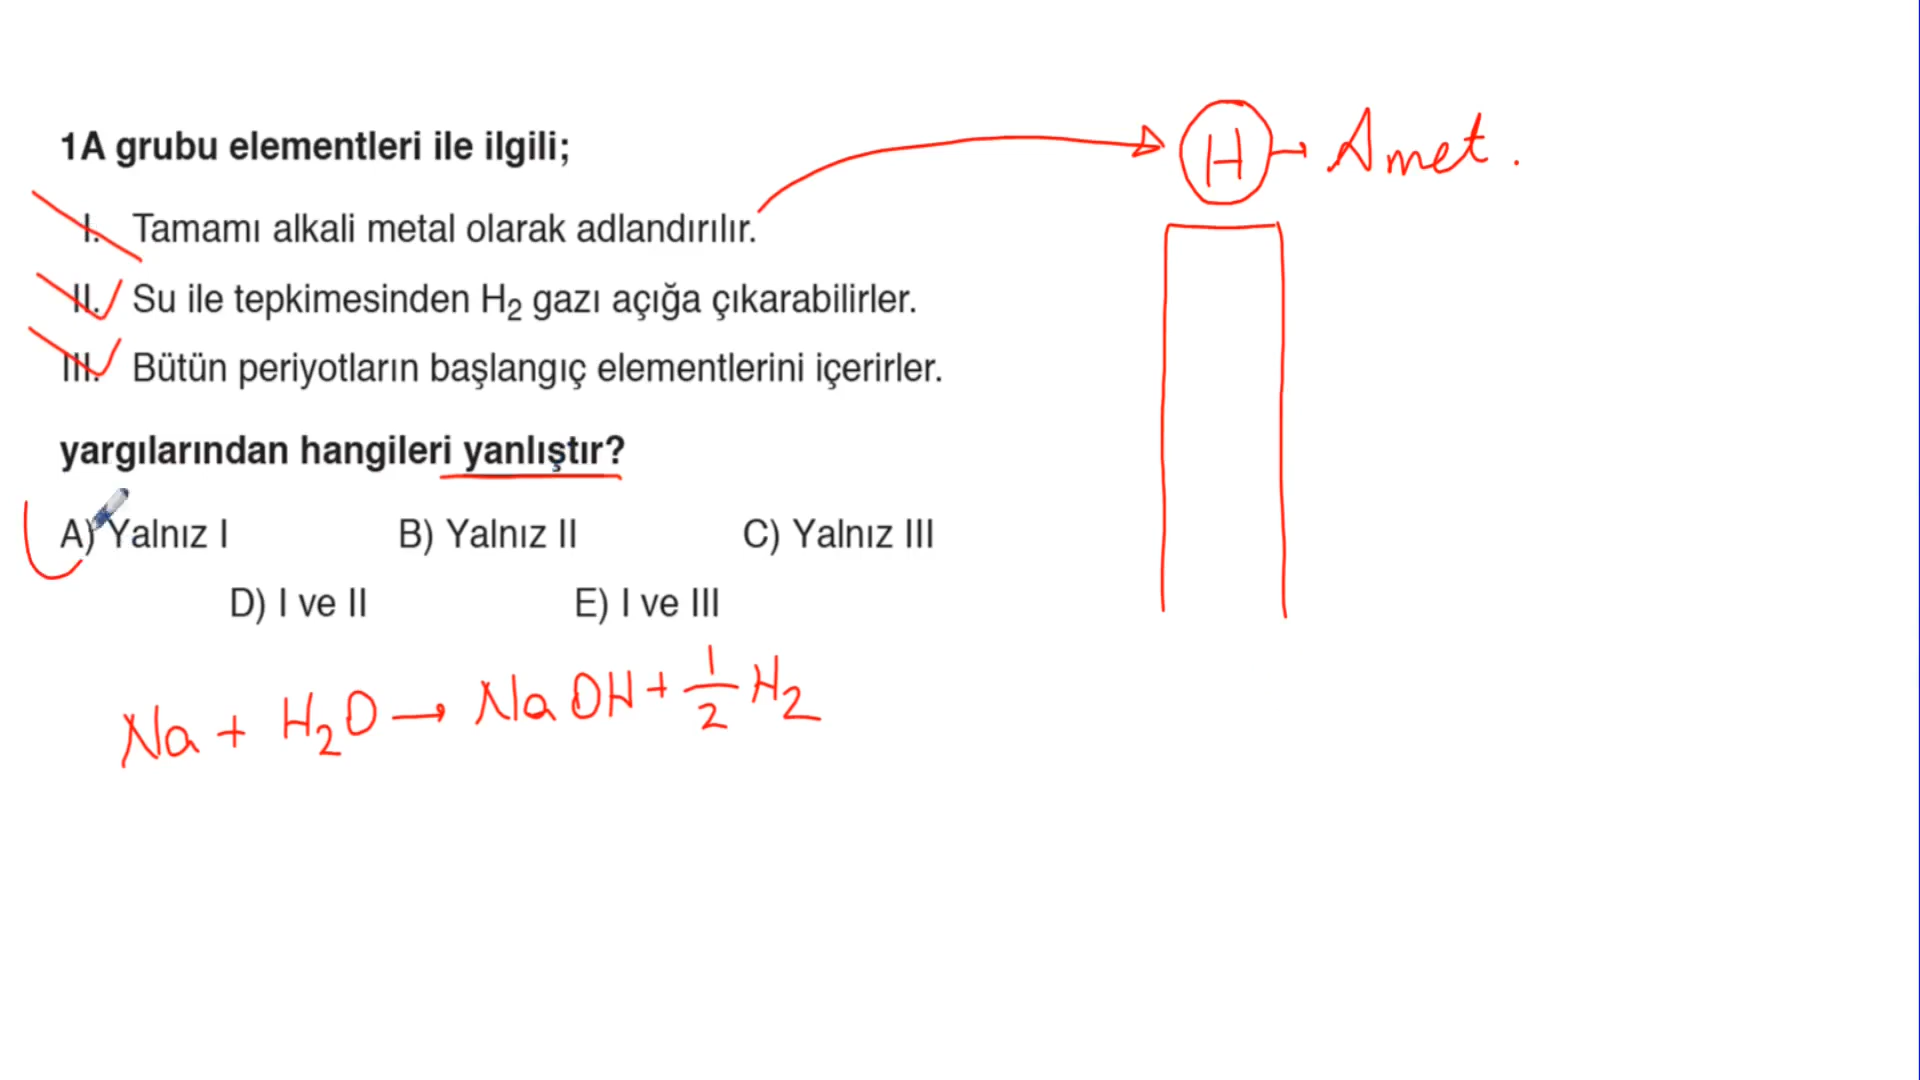 1A grubu elementleri ile ilgili;
H → Amet.
I. Tamamı alkali metal olarak adlandırılır.
II. Su ile tepkimesinden H₂ gazı açığa çıkarabilirler.
III. Bütün periyotların başlangıç elementlerini içerirler.
yargılarından hangileri yanlıştır?
A) Yalnız I B) Yalnız II C) Yalnız III
D) I ve II E) I ve III
Na + H₂O → NaOH + 1/2 H₂